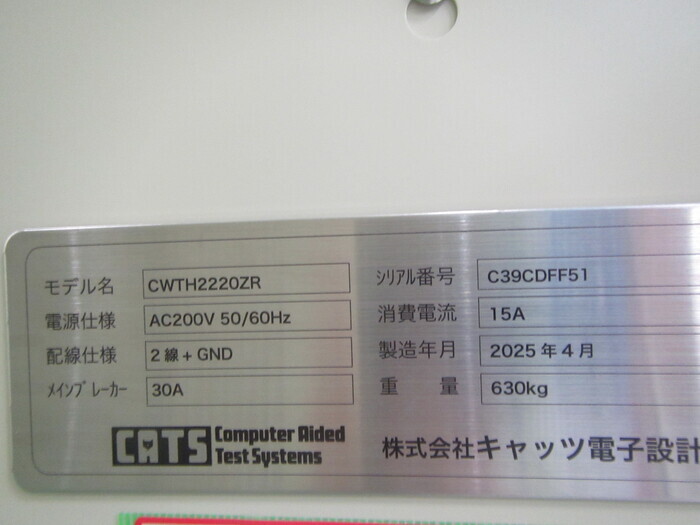 モデル名 CWTH2220ZR シリアル番号 C39CDFF51
電源仕様 AC200V 50/60Hz 消費電流 15A
配線仕様 2線+GND 製造年月 2025年4月
メインブレーカー 30A 重量 630kg
CATS Computer Aided Test Systems 株式会社キャッツ電子設計